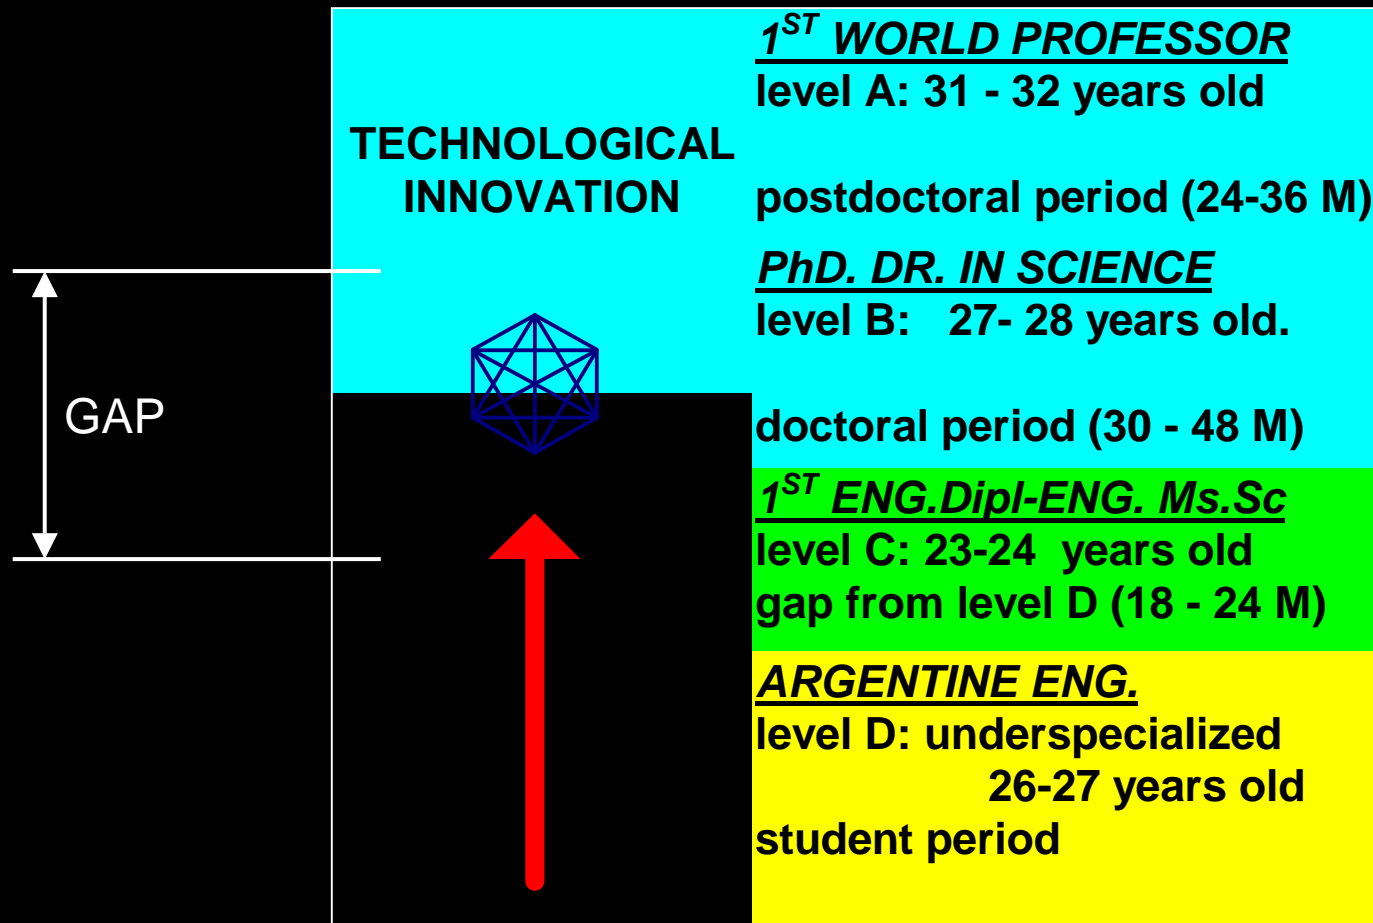 1ST WORLD PROFESSOR
level A: 31 - 32 years old
TECHNOLOGICAL
INNOVATION
postdoctoral period (24-36 M)
PhD. DR. IN SCIENCE
level B: 27- 28 years old.
GAP
doctoral period (30 - 48 M)
1ST ENG.Dipl-ENG. Ms.Sc
level C: 23-24 years old
gap from level D (18 - 24 M)
ARGENTINE ENG.
level D: underspecialized
26-27 years old
student period